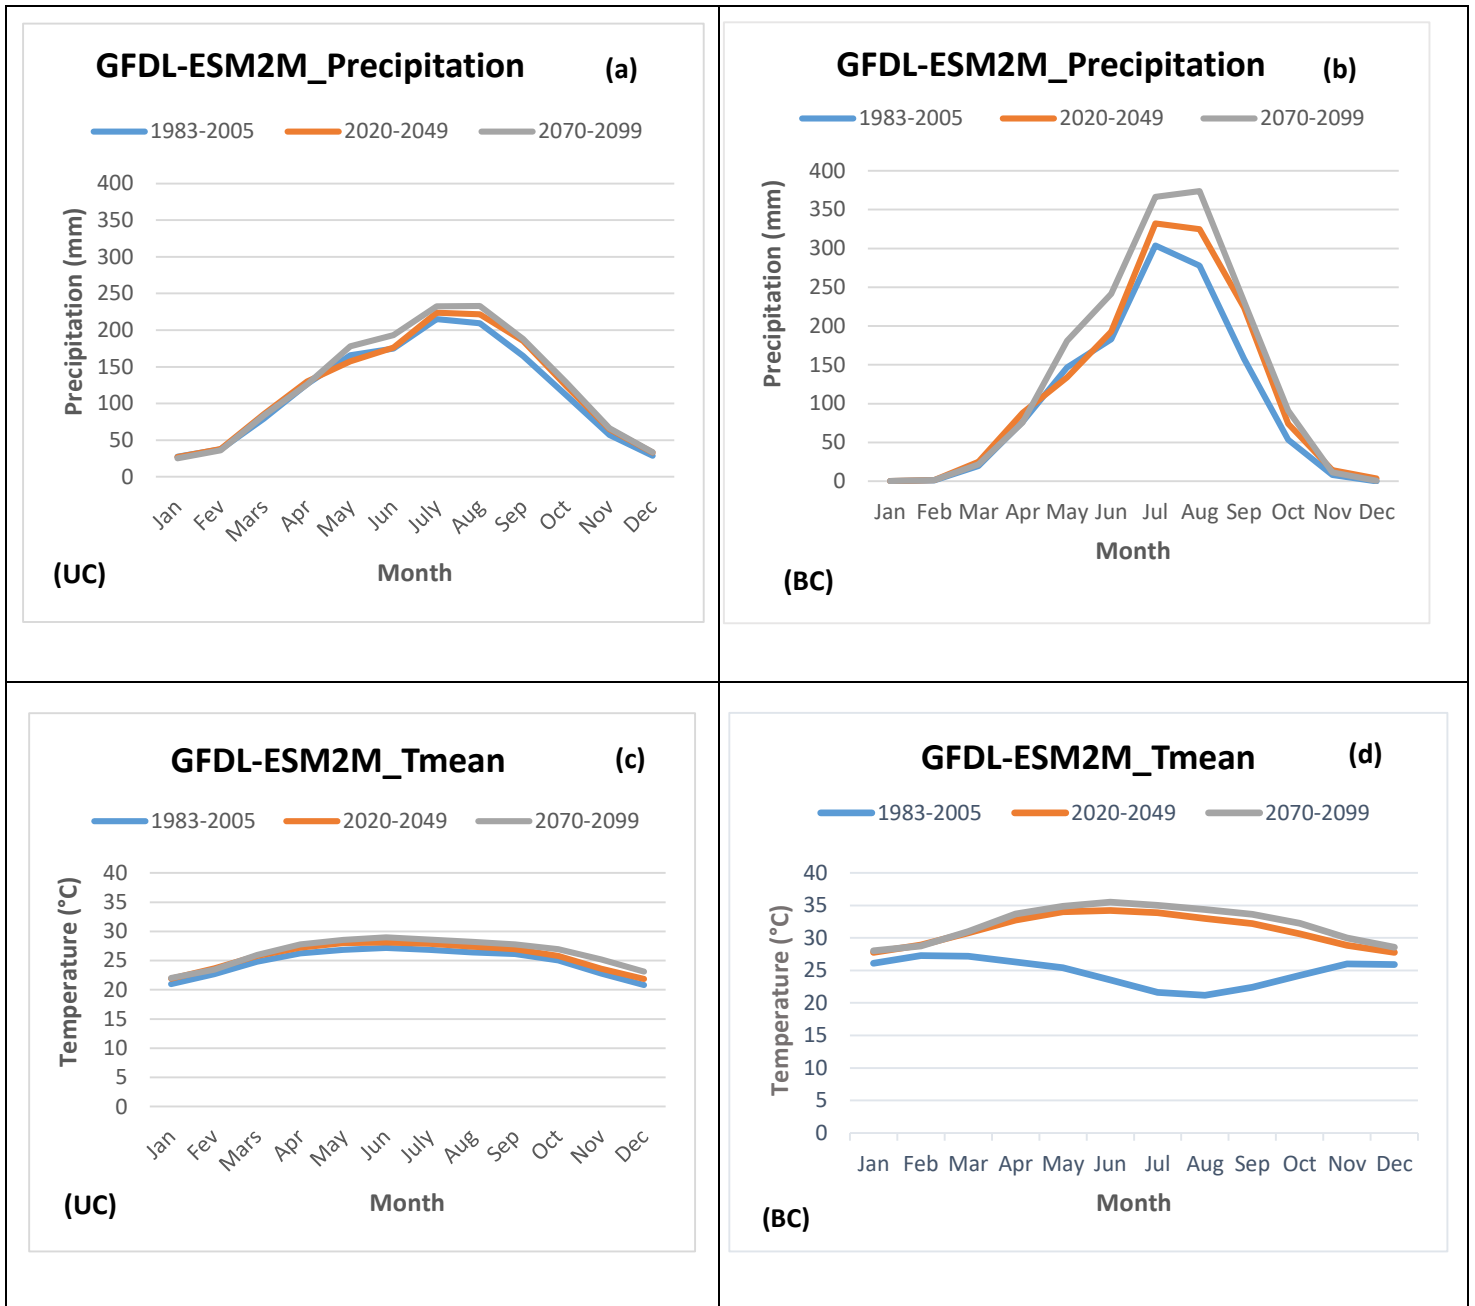 GFDL-ESM2M_Precipitation (a)
1983-2005 2020-2049 2070-2099
400
350
300
250
200
150
100
50
0
Precipitation (mm)
Jan Fev Mars Apr May Jun July Aug Sep Oct Nov Dec
Month
(UC)
GFDL-ESM2M_Precipitation (b)
1983-2005 2020-2049 2070-2099
400
350
300
250
200
150
100
50
0
Precipitation (mm)
Jan Feb Mar Apr May Jun Jul Aug Sep Oct Nov Dec
Month
(BC)
GFDL-ESM2M_Tmean (c)
1983-2005 2020-2049 2070-2099
40
35
30
25
20
15
10
5
0
Temperature (°C)
Jan Fev Mars Apr May Jun July Aug Sep Oct Nov Dec
Month
(UC)
GFDL-ESM2M_Tmean (d)
1983-2005 2020-2049 2070-2099
40
35
30
25
20
15
10
5
0
Temperature (°C)
Jan Feb Mar Apr May Jun Jul Aug Sep Oct Nov Dec
Month
(BC)